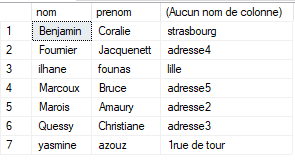 nom prenom (Aucun nom de colonne)
1 Benjamin Coralie strasbourg
2 Fournier Jacquenett adresse4
3 ilhane founas lille
4 Marcoux Bruce adresse5
5 Marois Amaury adresse2
6 Quessy Christiane adresse3
7 yasmine azouz 1rue de tour